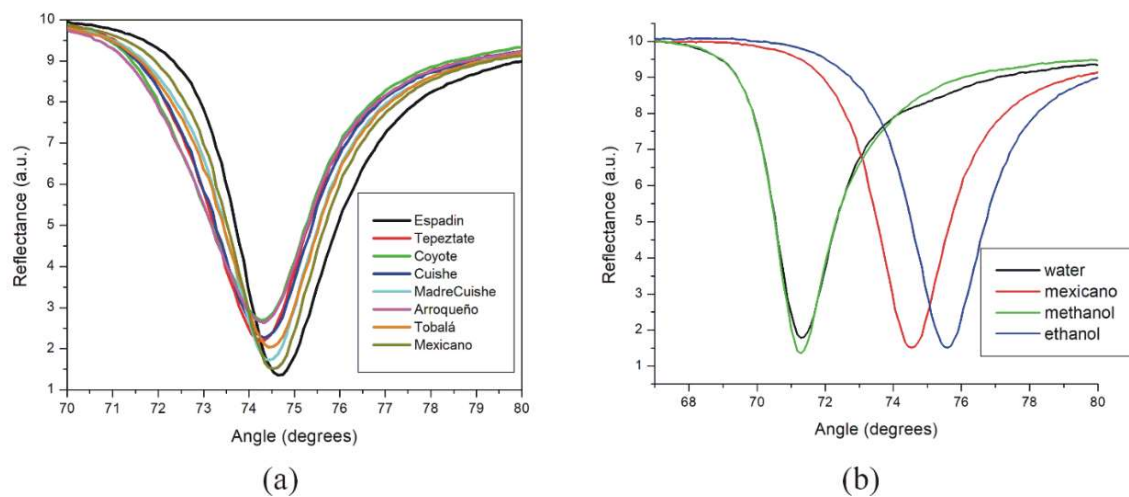 10
9
8
7
6
5
4
3
2
1
Reflectance (a.u.)
70 71 72 73 74 75 76 77 78 79 80
Angle (degrees)
Espadin
Tepeztate
Coyote
Cuishe
MadreCuishe
Arroqueño
Tobalá
Mexicano
(a)
10
9
8
7
6
5
4
3
2
1
Reflectance (a.u.)
68 70 72 74 76 78 80
Angle (degrees)
water
mexicano
methanol
ethanol
(b)